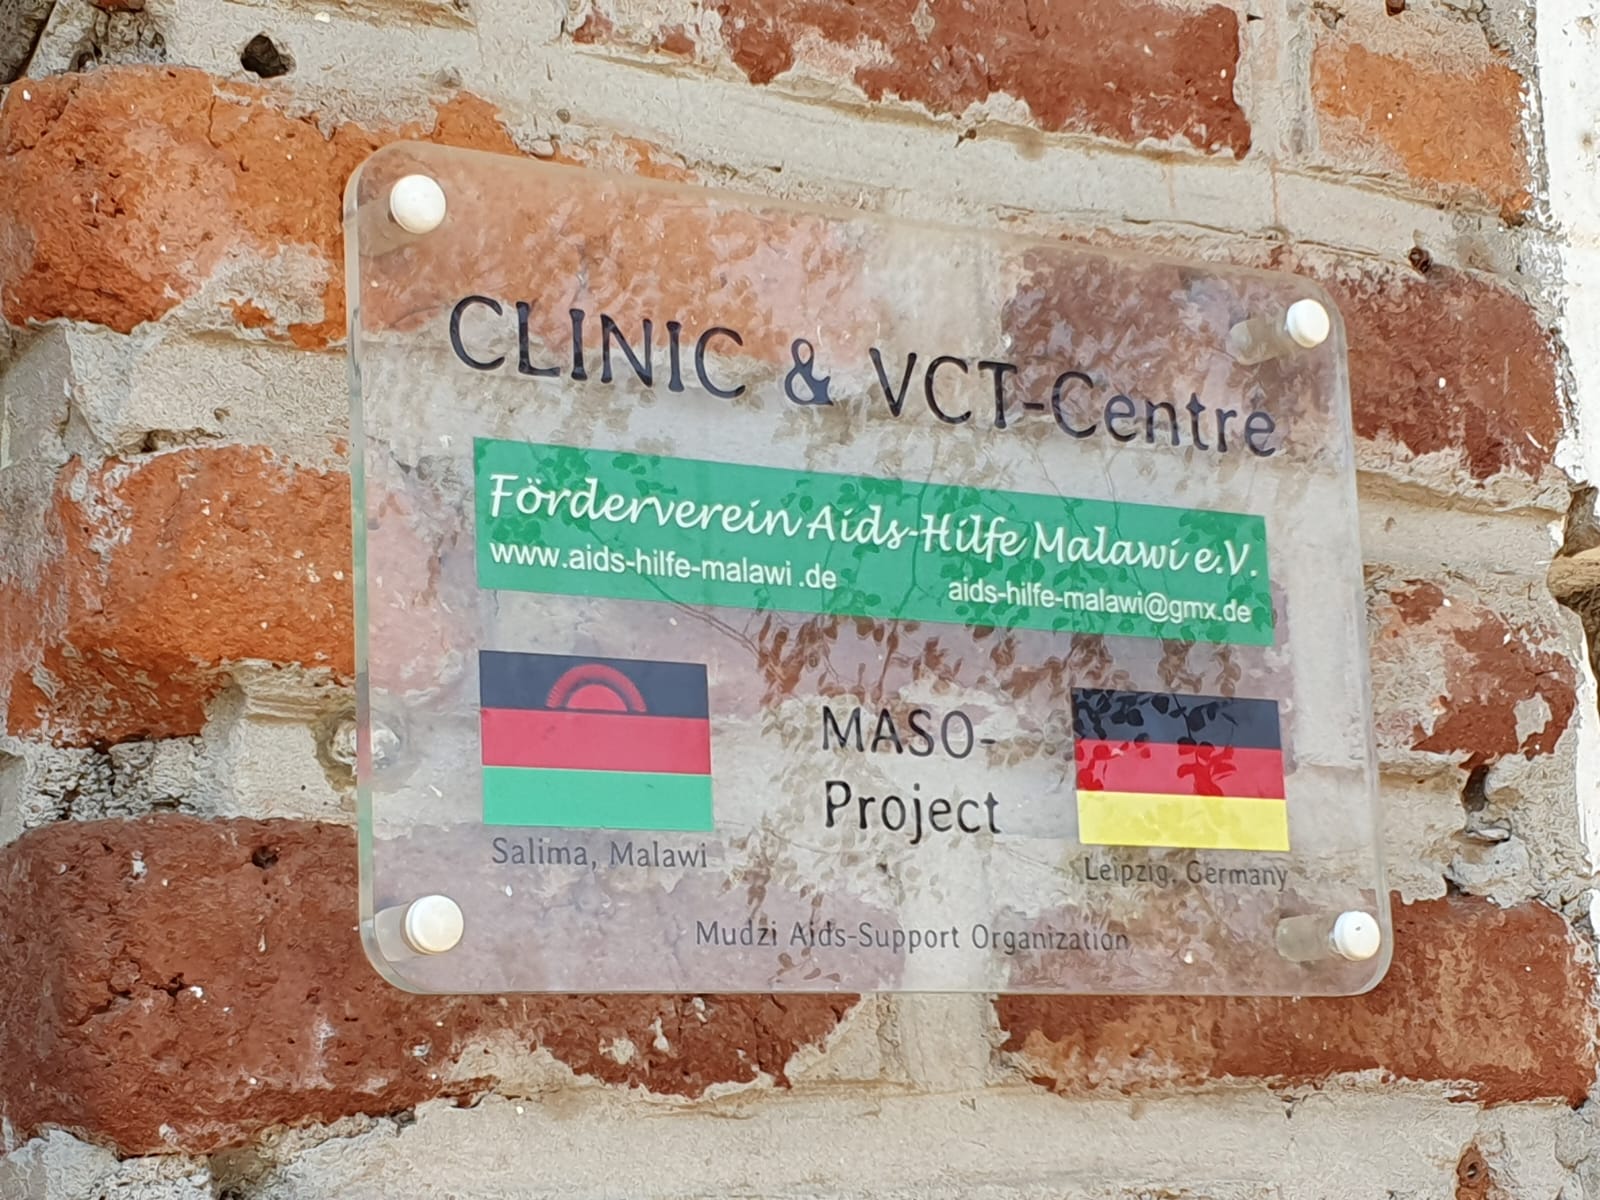 CLINIC & VCT-Centre
Förderverein Aids-Hilfe Malawi e.V.
www.aids-hilfe-malawi .de
aids-hilfe-malawi@gmx.de
MASO-
Project
Salima, Malawi
Leipzig, Germany
Mudzi Aids-Support Organization